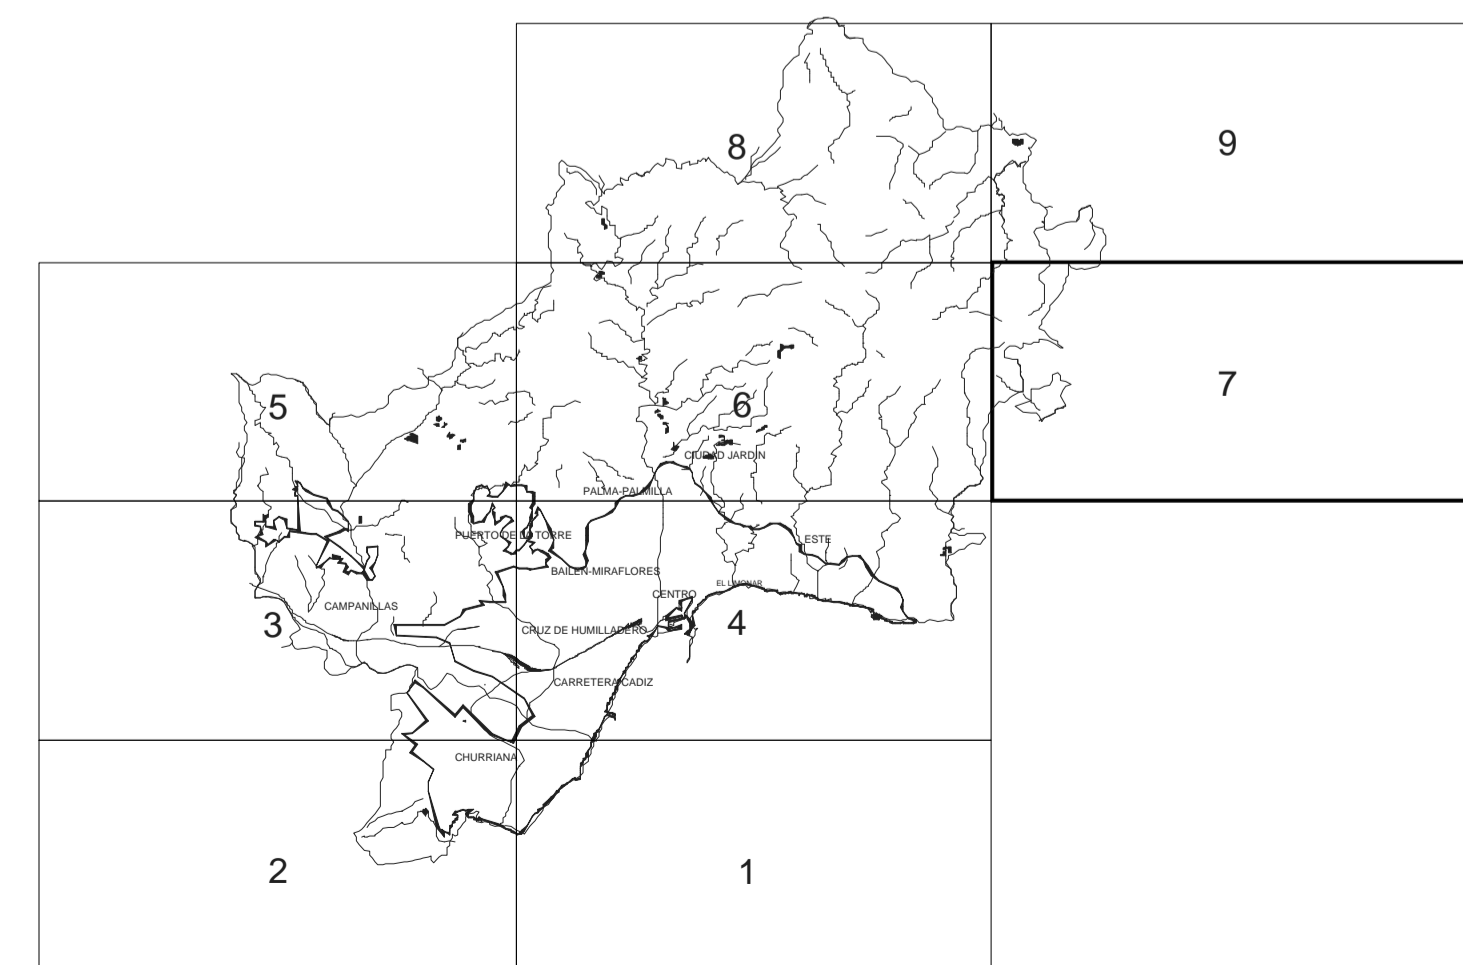 8
9
5
6
7
CIUDAD JARDIN
PALMA-PALMILLA
PUERTO DE LA TORRE
ESTE
BAILEN-MIRAFLORES
EL LIMONAR
CENTRO
CAMPANILLAS
3
CRUZ DE HUMILLADERO
4
CARRETERA CADIZ
CHURRIANA
2
1